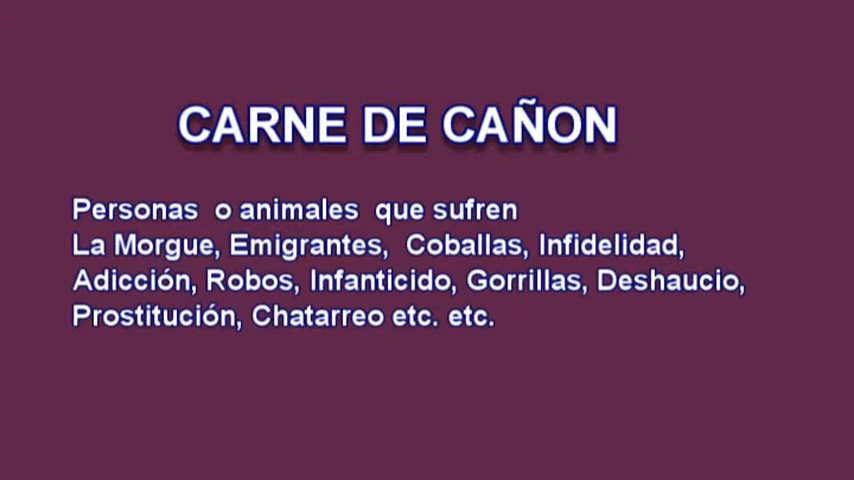 CARNE DE CAÑON
Personas o animales que sufren
La Morgue, Emigrantes, Coballas, Infidelidad,
Adicción, Robos, Infanticido, Gorrillas, Deshaucio,
Prostitución, Chatarreo etc. etc.